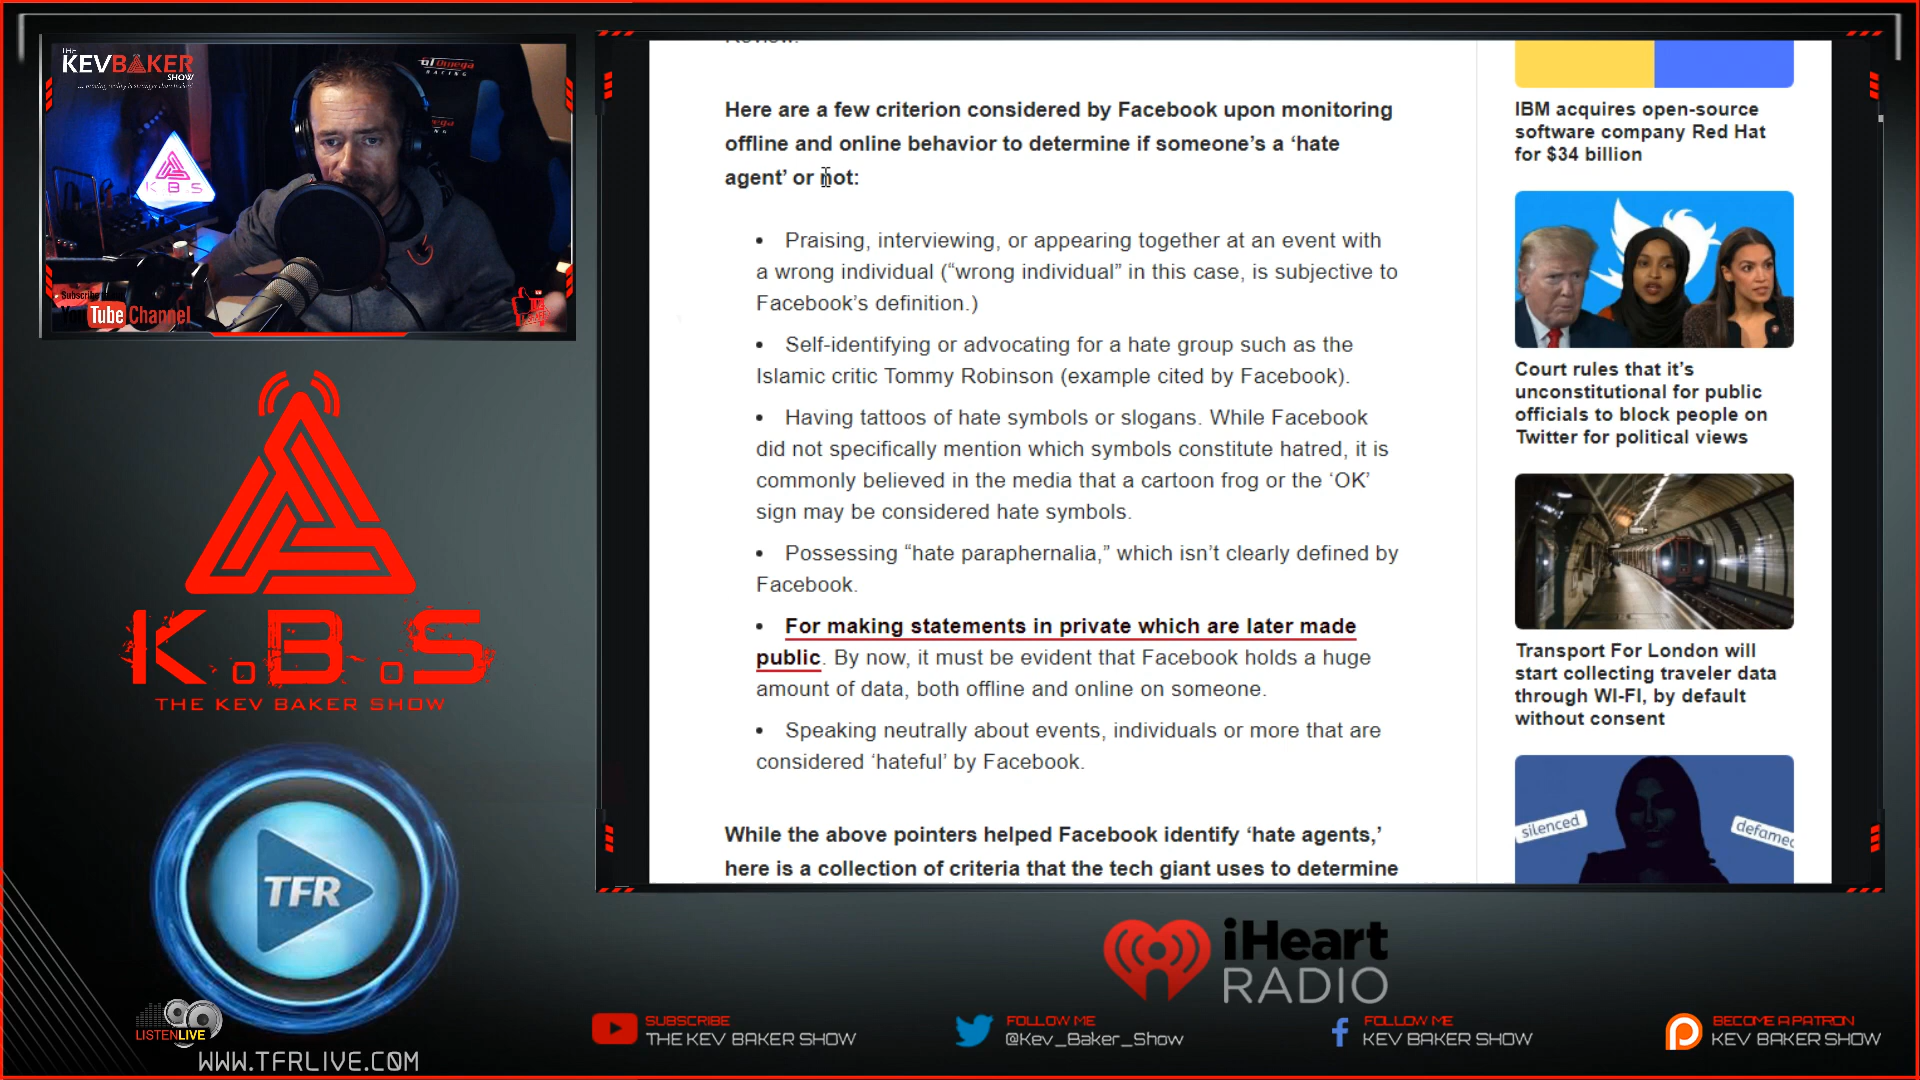 THE
KEVBAKER
SHOW
GT Omega
RACING
K B S
Subscribe
Tube Channel
K.B.S
THE KEV BAKER SHOW
TFR
LISTENLIVE
WWW.TFRLIVE.COM
Here are a few criterion considered by Facebook upon monitoring
offline and online behavior to determine if someone's a ‘hate
agent’ or not:
• Praising, interviewing, or appearing together at an event with
a wrong individual (“wrong individual” in this case, is subjective to
Facebook’s definition.)
• Self-identifying or advocating for a hate group such as the
Islamic critic Tommy Robinson (example cited by Facebook).
• Having tattoos of hate symbols or slogans. While Facebook
did not specifically mention which symbols constitute hatred, it is
commonly believed in the media that a cartoon frog or the ‘OK’
sign may be considered hate symbols.
• Possessing “hate paraphernalia,” which isn’t clearly defined by
Facebook.
• For making statements in private which are later made
public. By now, it must be evident that Facebook holds a huge
amount of data, both offline and online on someone.
• Speaking neutrally about events, individuals or more that are
considered ‘hateful’ by Facebook.
While the above pointers helped Facebook identify ‘hate agents,’
here is a collection of criteria that the tech giant uses to determine
IBM acquires open-source
software company Red Hat
for $34 billion
Court rules that it’s
unconstitutional for public
officials to block people on
Twitter for political views
Transport For London will
start collecting traveler data
through WI-FI, by default
without consent
silenced
defamed
iHeart
RADIO
SUBSCRIBE
THE KEV BAKER SHOW
FOLLOW ME
@Kev_Baker_Show
FOLLOW ME
KEV BAKER SHOW
BECOME A PATRON
KEV BAKER SHOW